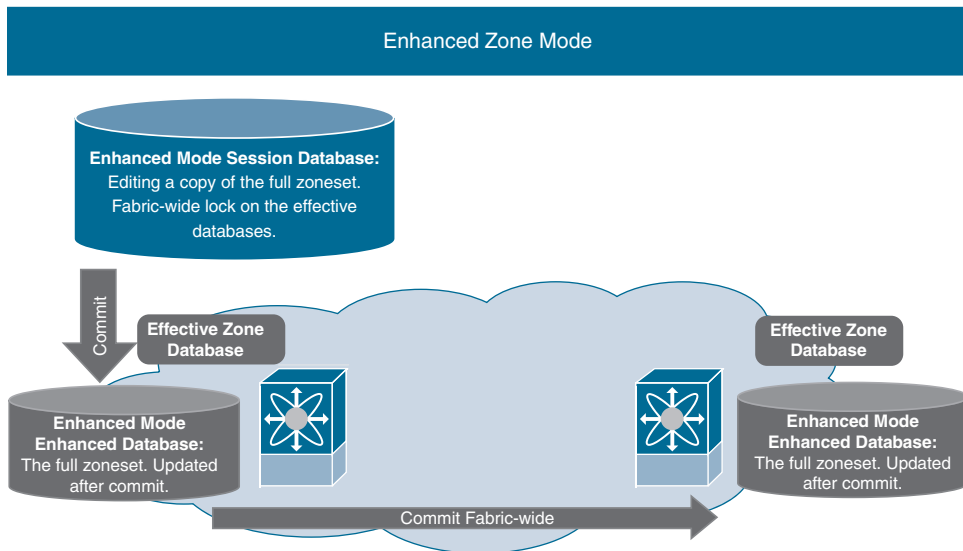 Enhanced Zone Mode
Enhanced Mode Session Database:
Editing a copy of the full zoneset.
Fabric-wide lock on the effective
databases.
Commit
Effective Zone
Database
Effective Zone
Database
Enhanced Mode
Enhanced Database:
The full zoneset. Updated
after commit.
Enhanced Mode
Enhanced Database:
The full zoneset. Updated
after commit.
Commit Fabric-wide